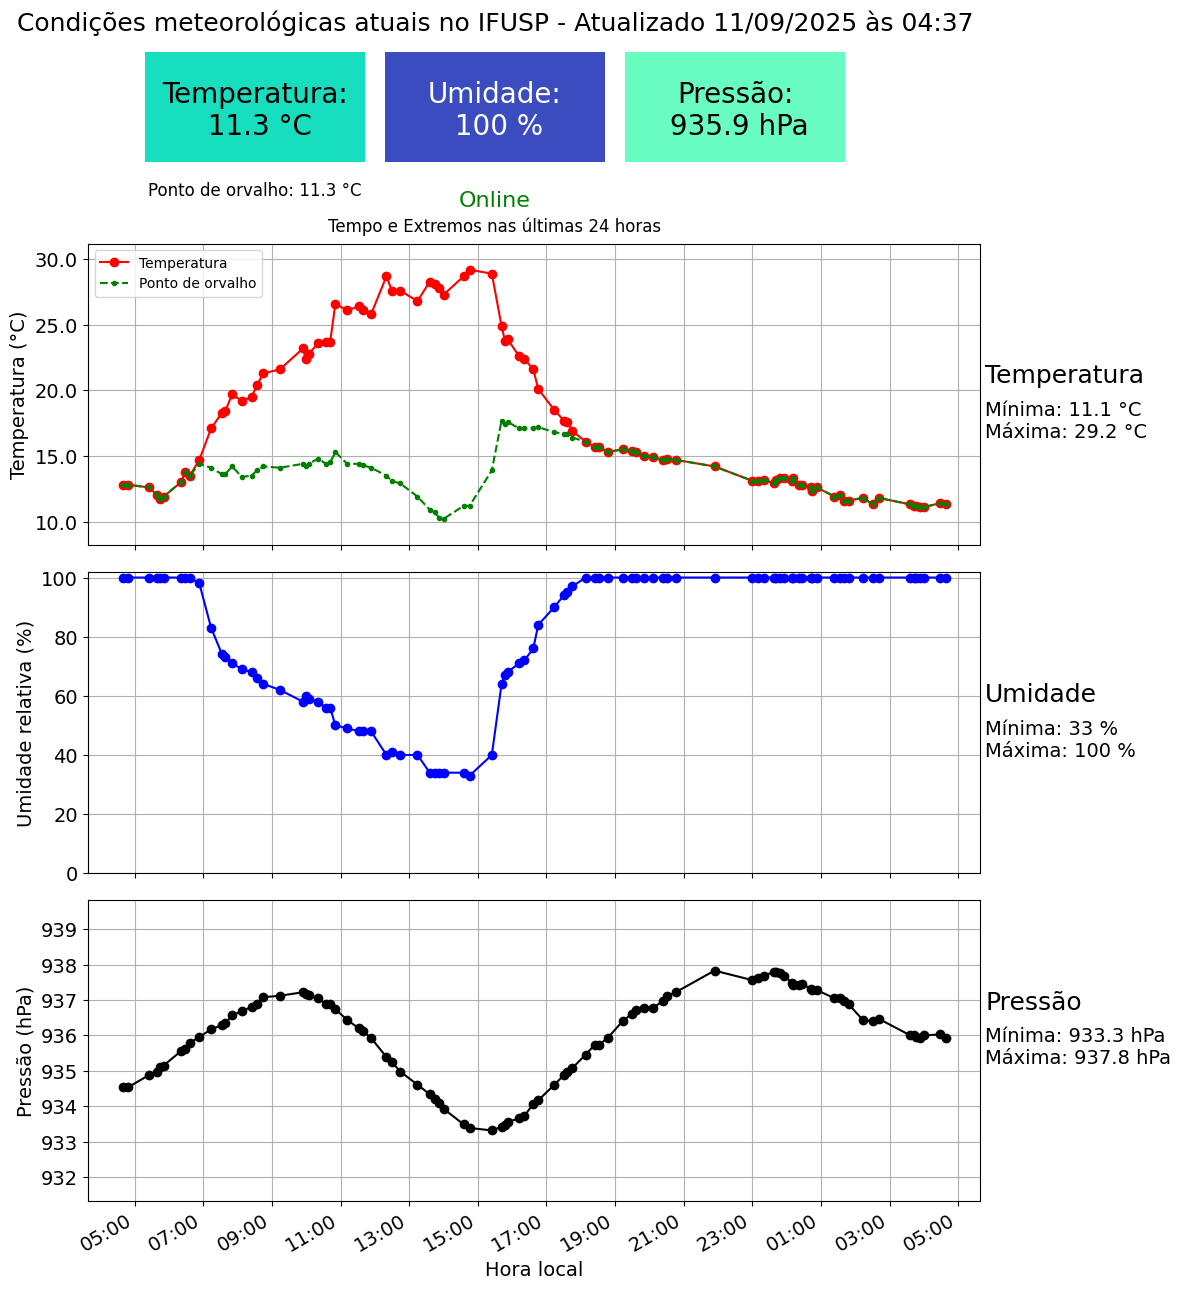 Condições meteorológicas atuais no IFUSP - Atualizado 11/09/2025 às 04:37
Temperatura:
11.3 °C
Umidade:
100 %
Pressão:
935.9 hPa
Ponto de orvalho: 11.3 °C
Online
Tempo e Extremos nas últimas 24 horas
Temperatura
Ponto de orvalho
Temperatura (°C)
30.0
25.0
20.0
15.0
10.0
Temperatura
Mínima: 11.1 °C
Máxima: 29.2 °C
Umidade relativa (%)
100
80
60
40
20
0
Umidade
Mínima: 33 %
Máxima: 100 %
Pressão (hPa)
939
938
937
936
935
934
933
932
Pressão
Mínima: 933.3 hPa
Máxima: 937.8 hPa
05:00
07:00
09:00
11:00
13:00
15:00
17:00
19:00
21:00
23:00
01:00
03:00
05:00
Hora local